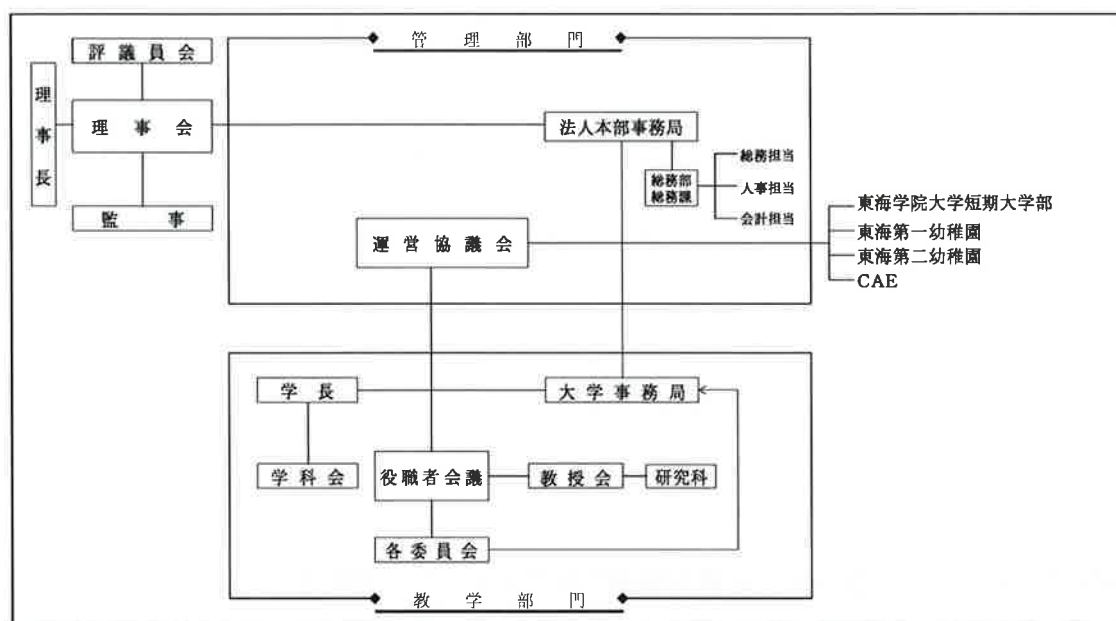 管理部門
評議員会
理事長
理事会
監事
法人本部事務局
総務部
総務課
総務担当
人事担当
会計担当
運営協議会
東海学院大学短期大学部
東海第一幼稚園
東海第二幼稚園
CAE
学長
大学事務局
学科会
役職者会議
教授会
研究科
各委員会
教学部門